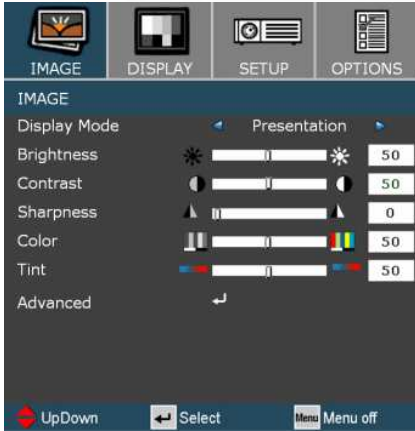 IMAGE DISPLAY SETUP OPTIONS
IMAGE
Display Mode Presentation
Brightness 50
Contrast 50
Sharpness 0
Color 50
Tint 50
Advanced
UpDown Select Menu Menu off